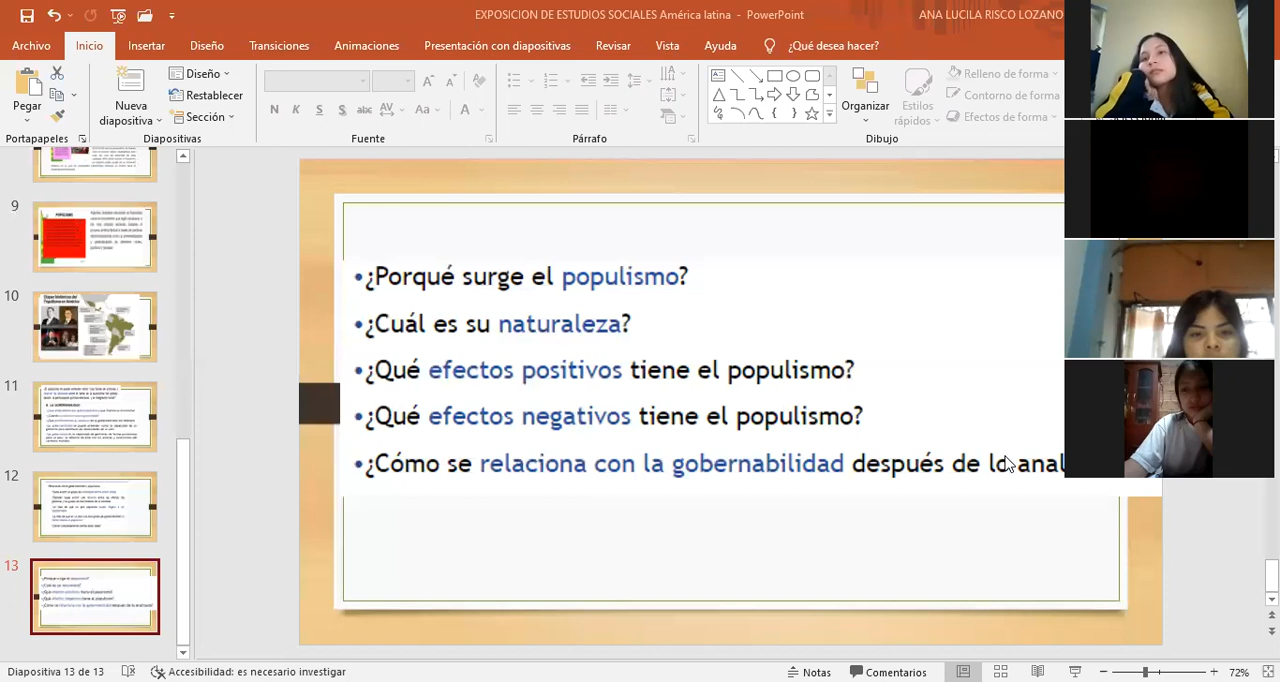 EXPOSICION DE ESTUDIOS SOCIALES América latina - PowerPoint
ANA LUCILA RISCO LOZANO
Archivo Inicio Insertar Diseño Transiciones Animaciones Presentación con diapositivas Revisar Vista Ayuda ¿Qué desea hacer?
Pegar
Nueva diapositiva
Diseño
Restablecer
Sección
N K S S abc AV Aa A
Organizar
Estilos rápidos
Relleno de forma
Contorno de forma
Efectos de forma
Portapapeles Diapositivas Fuente Párrafo Dibujo
9
POPULISMO
10
11
12
13
•¿Porqué surge el populismo?
•¿Cuál es su naturaleza?
•¿Qué efectos positivos tiene el populismo?
•¿Qué efectos negativos tiene el populismo?
•¿Cómo se relaciona con la gobernabilidad después de lo anal
Diapositiva 13 de 13 Accesibilidad: es necesario investigar Notas Comentarios 72%